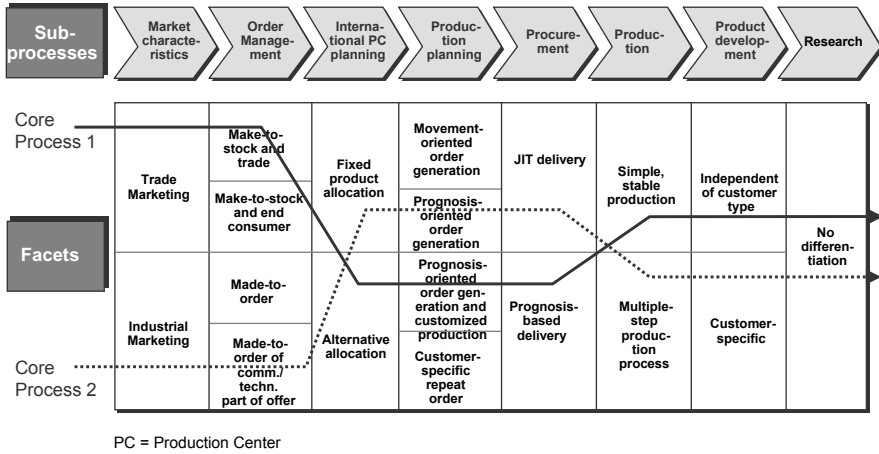 Sub-
processes
Market
characte-
ristics
Order
Manage-
ment
Internatio-
nal PC
planning
Production
planning
Procure-
ment
Produc-
tion
Product
develop-
ment
Research
Core
Process 1
Facets
Core
Process 2
Trade
Marketing
Industrial
Marketing
Make-to-
stock and
trade
Make-to-stock
and end
consumer
Made-to-
order
Made-to-
order of
comm./
techn.
part of offer
Fixed
product
allocation
Alternative
allocation
Movement-
oriented
order
generation
Prognosis-
oriented
order
generation
Prognosis-
oriented
order gen-
eration and
customized
production
Customer-
specific
repeat
order
JIT delivery
Prognosis-
based
delivery
Simple,
stable
production
Multiple-
step
produc-
tion
process
Independent
of customer
type
Customer-
specific
No
differen-
tiation
PC = Production Center